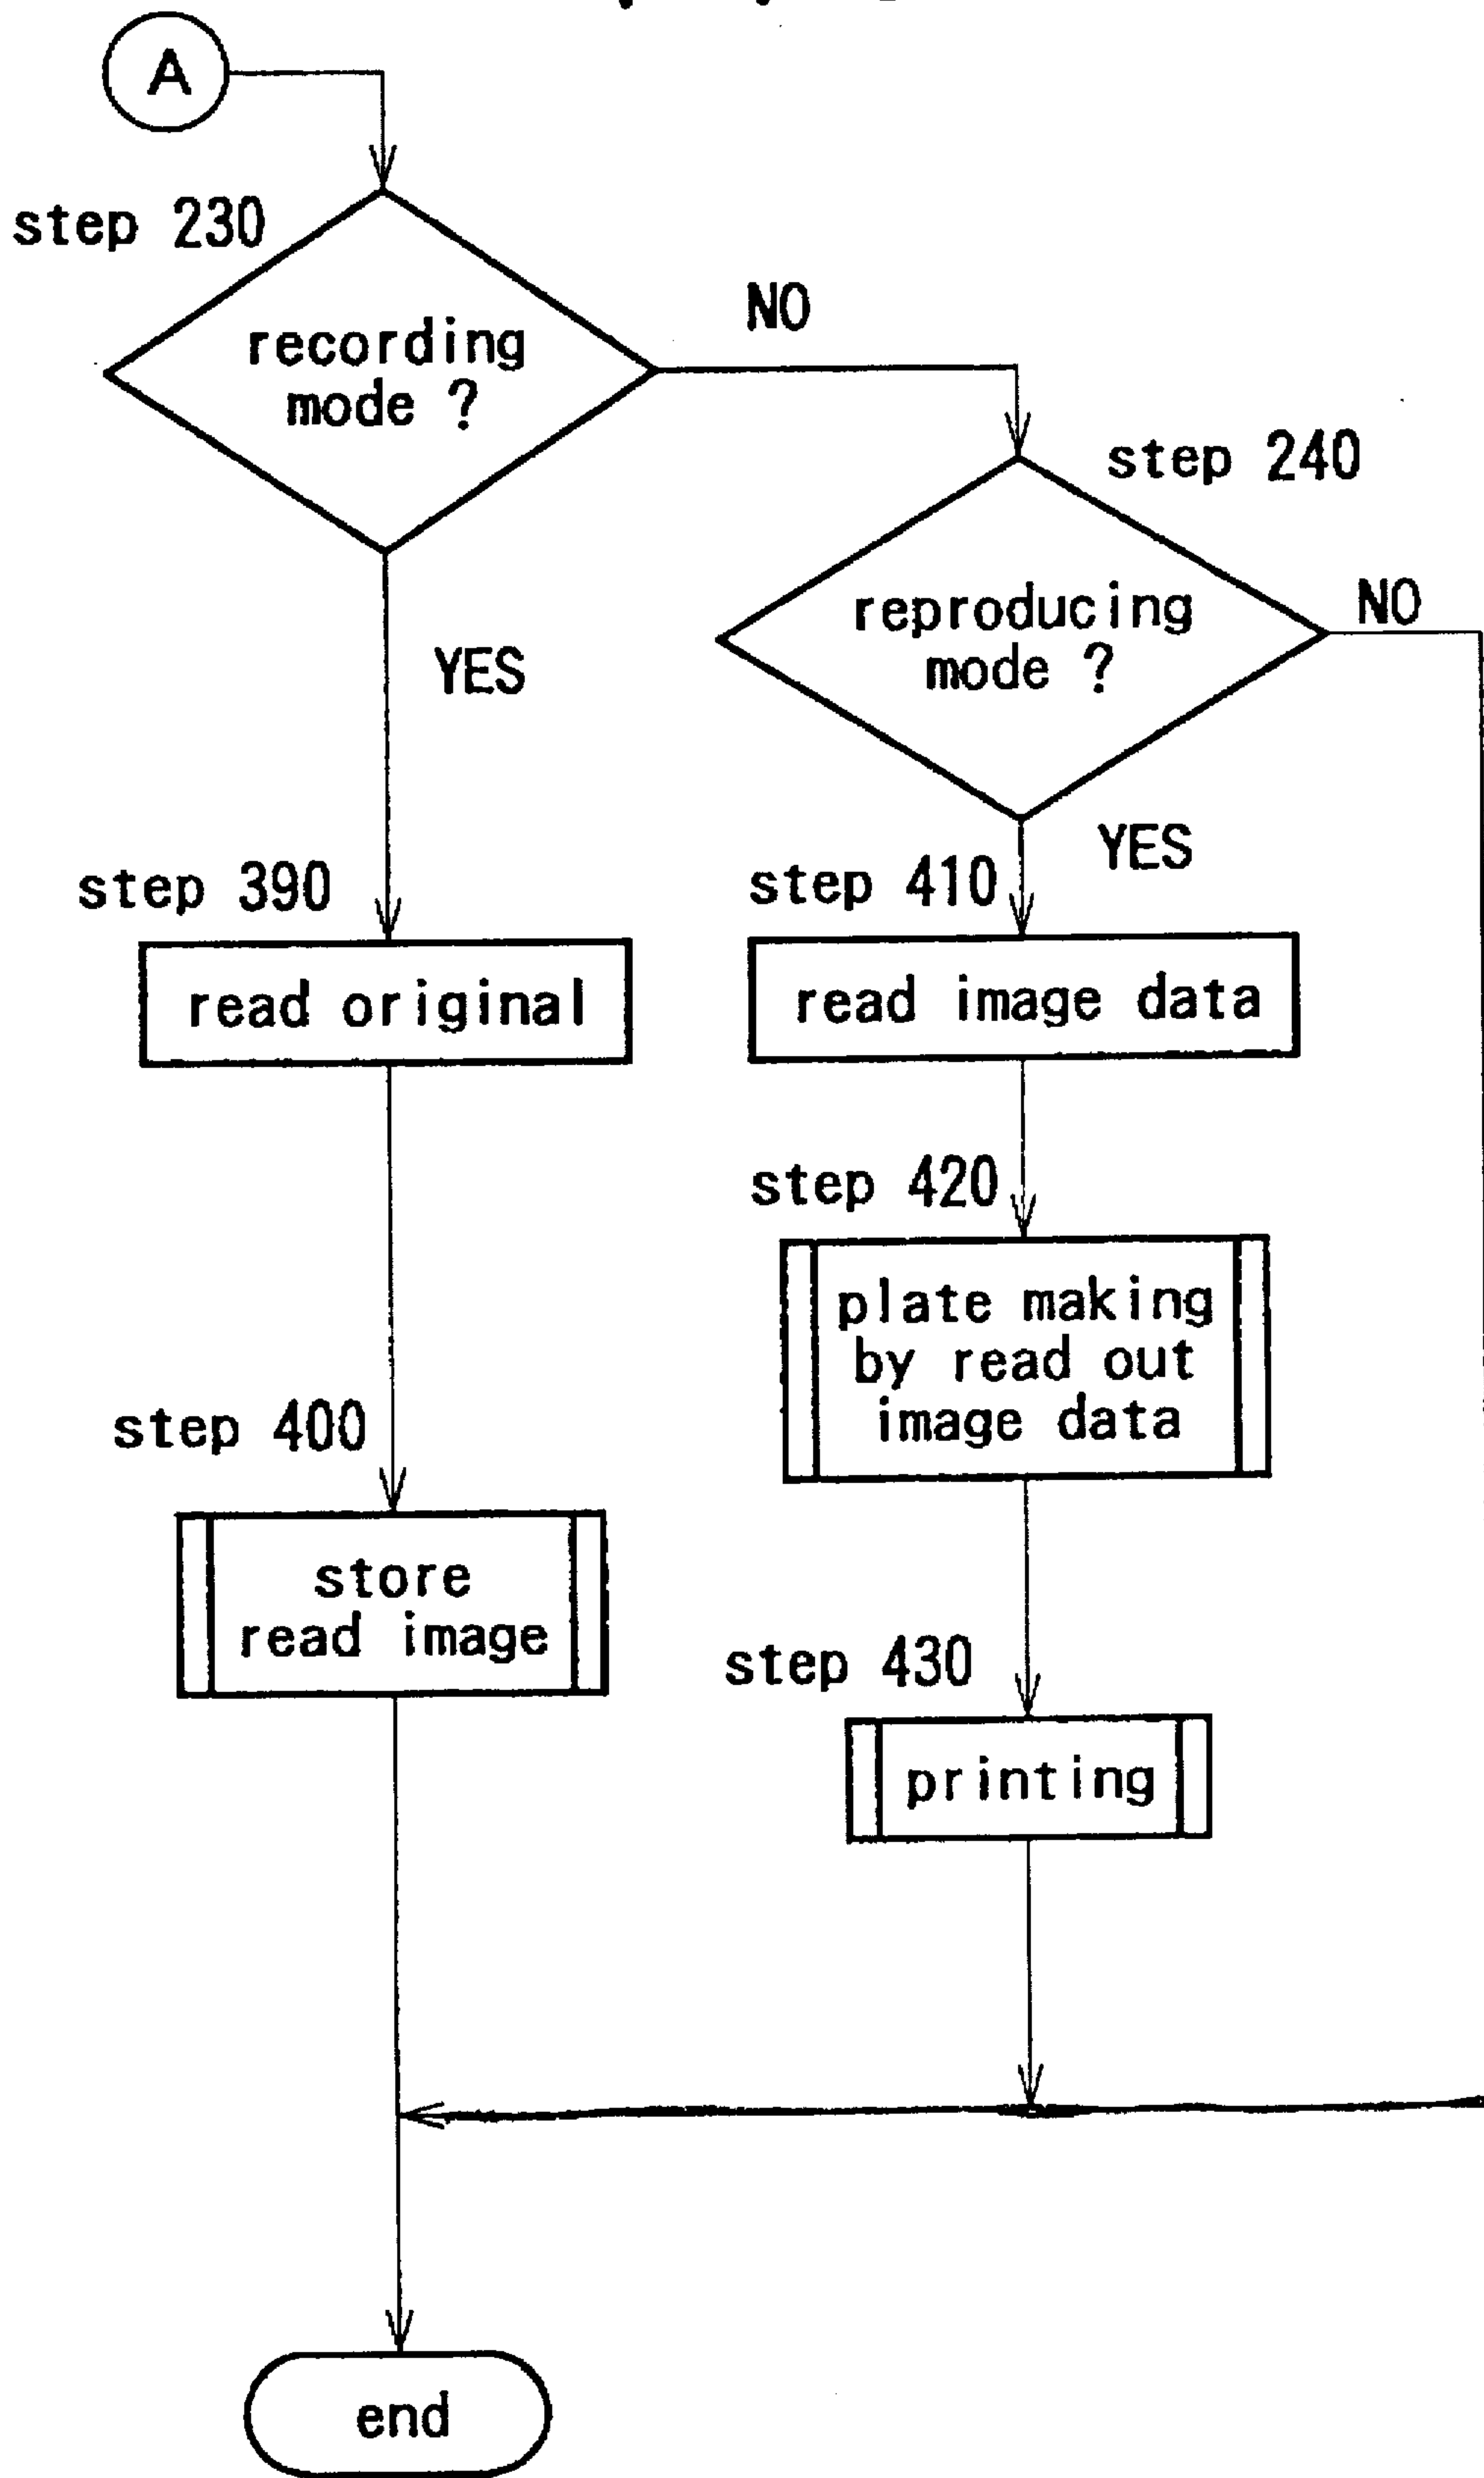 A
step 230
recording
mode ?
NO
step 240
reproducing
mode ?
NO
YES
YES
step 390
step 410
read original
read image data
step 420
plate making
by read out
image data
step 400
store
read image
step 430
printing
end